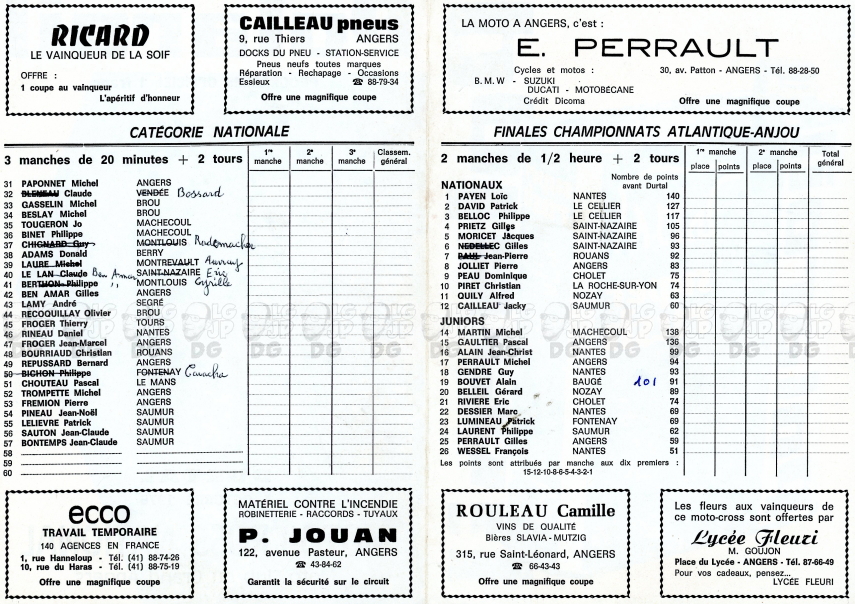 RICARD
LE VAINQUEUR DE LA SOIF
OFFRE :
1 coupe au vainqueur
L'apéritif d'honneur
CAILLEAU pneus
9, rue Thiers ANGERS
DOCKS DU PNEU - STATION-SERVICE
Pneus neufs toutes marques
Réparation - Rechapage - Occasions
Essieux ☎ 88-79-34
Offre une magnifique coupe
CATÉGORIE NATIONALE
3 manches de 20 minutes + 2 tours
1re manche 2e manche 3e manche Classem. général
31 PAPONNET Michel ANGERS
32 BLENEAU Claude VENDÉE Bossard
33 GASSELIN Michel BROU
34 BESLAY Michel BROU
35 TOUGERON Jo MACHECOUL
36 BINET Philippe MACHECOUL
37 CHIGNARD Guy MONTLOUIS Rademacher
38 ADAMS Donald BERRY
39 LAURE Michel MONTREVAULT
40 LE LAN Claude Ben Amar SAINT-NAZAIRE Eric
41 BERTHON Philippe " MONTLOUIS Cyrille
42 BEN AMAR Gilles ANGERS
43 LAMY André SEGRÉ
44 RECOQUILLAY Olivier BROU
45 FROGER Thierry TOURS
46 RINEAU Daniel NANTES
47 FROGER Jean-Marcel ANGERS
48 BOURRIAUD Christian ROUANS
49 REPUSSARD Bernard ANGERS
50 BICHON Philippe FONTENAY
51 CHOUTEAU Pascal LE MANS
52 TROMPETTE Michel ANGERS
53 FREMION Pierre ANGERS
54 PINEAU Jean-Noël SAUMUR
55 LELIEVRE Patrick SAUMUR
56 SAUTON Jean-Claude SAUMUR
57 BONTEMPS Jean-Claude SAUMUR
58
59
60
ecco
TRAVAIL TEMPORAIRE
140 AGENCES EN FRANCE
1, rue Hanneloup - Tél. (41) 88-74-26
10, rue du Haras - Tél. (41) 88-75-19
Offre une magnifique coupe
MATÉRIEL CONTRE L'INCENDIE
ROBINETTERIE - RACCORDS - TUYAUX
P. JOUAN
122, avenue Pasteur, ANGERS
☎ 43-84-62
Garantit la sécurité sur le circuit
LA MOTO A ANGERS, c'est :
E. PERRAULT
Cycles et motos : 30, av. Patton - ANGERS - Tél. 88-28-50
B.M.W - SUZUKI
DUCATI - MOTOBÉCANE
Crédit Dicoma Offre une magnifique coupe
FINALES CHAMPIONNATS ATLANTIQUE-ANJOU
2 manches de 1/2 heure + 2 tours
1re manche 2e manche Total général
place points place points
Nombre de points
avant Durtal
NATIONAUX
1 PAYEN Loïc NANTES 140
2 DAVID Patrick LE CELLIER 127
3 BELLOC Philippe LE CELLIER 117
4 PRIETZ Gilles SAINT-NAZAIRE 105
5 MORICET Jacques SAINT-NAZAIRE 96
6 NEDELLEC Gilles SAINT-NAZAIRE 93
7 PAUL Jean-Pierre ROUANS 92
8 JOLLIET Pierre ANGERS 83
9 PEAU Dominique CHOLET 75
10 PIRET Christian LA ROCHE-SUR-YON 74
11 QUILY Alfred NOZAY 63
12 CAILLEAU Jacky SAUMUR 60
JUNIORS
14 MARTIN Michel MACHECOUL 138
15 GAULTIER Pascal ANGERS 136
16 ALAIN Jean-Christ NANTES 99
17 PERRAULT Michel ANGERS 94
18 GENDRE Guy NANTES 93
19 BOUVET Alain BAUGÉ 101 91
20 BELLEIL Gérard NOZAY 89
21 RIVIERE Eric CHOLET 74
22 DESSIER Marc NANTES 69
23 LUMINEAU Patrick FONTENAY 69
24 LAURENT Philippe SAUMUR 62
25 PERRAULT Gilles ANGERS 59
26 WESSEL François NANTES 51
Les points sont attribués par manche aux dix premiers :
15-12-10-8-6-5-4-3-2-1
ROULEAU Camille
VINS DE QUALITÉ
Bières SLAVIA - MUTZIG
315, rue Saint-Léonard, ANGERS
☎ 66-43-43
Offre une magnifique coupe
Les fleurs aux vainqueurs de
ce moto-cross sont offertes par
Lycée Fleuri
M. GOUJON
Place du Lycée - ANGERS - Tél. 87-66-49
Pour vos cadeaux, pensez...
LYCÉE FLEURI